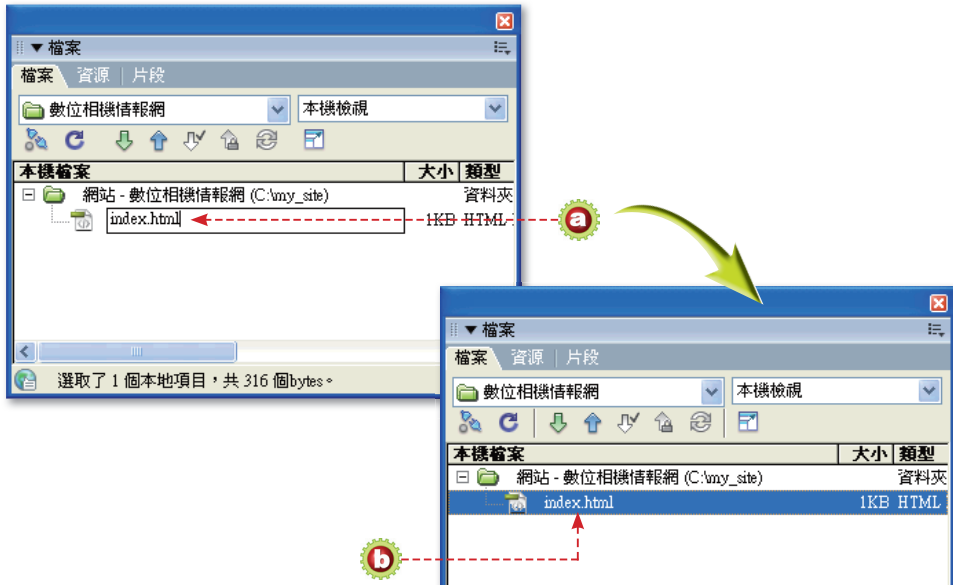 ▼檔案
檔案 資源 | 片段
數位相機情報網 本機檢視
本機檔案 大小 類型
網站 - 數位相機情報網 (C:\my_site) 資料夾
index.html 1KB HTML
a
選取了 1 個本地項目，共 316 個bytes。
▼檔案
檔案 資源 | 片段
數位相機情報網 本機檢視
本機檔案 大小 類型
網站 - 數位相機情報網 (C:\my_site) 資料夾
index.html 1KB HTML
b